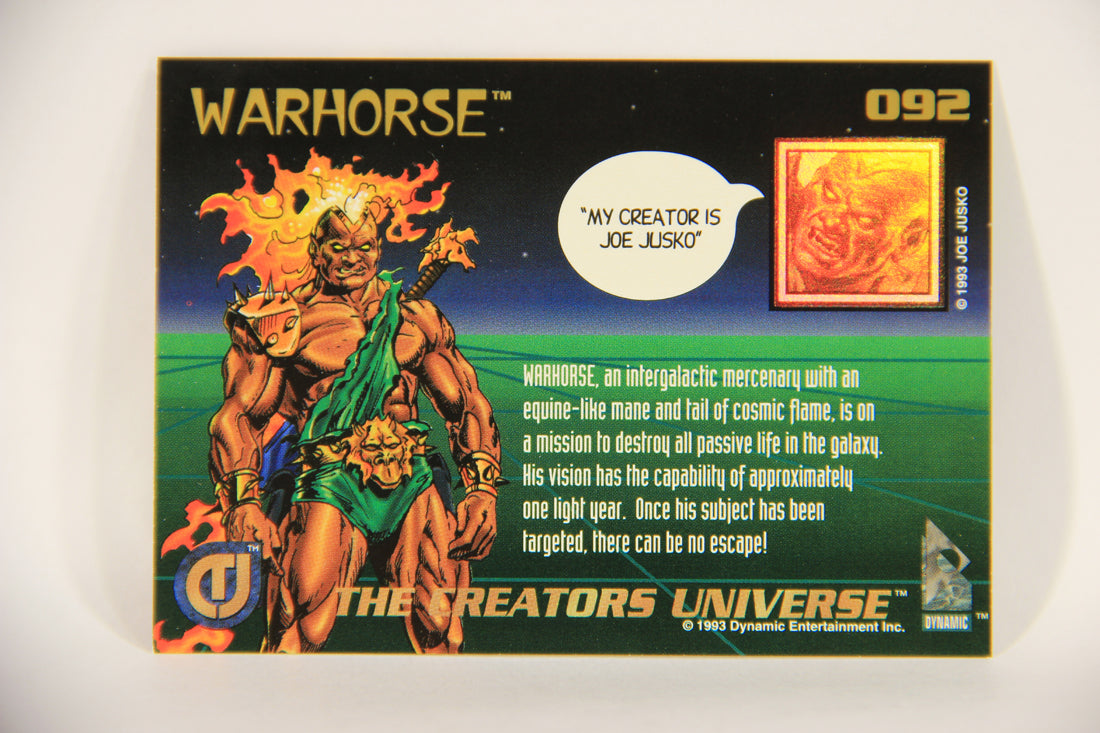 WARHORSE™
092
"MY CREATOR IS
JOE JUSKO"
© 1993 JOE JUSKO
WARHORSE, an intergalactic mercenary with an
equine-like mane and tail of cosmic flame, is on
a mission to destroy all passive life in the galaxy.
His vision has the capability of approximately
one light year. Once his subject has been
targeted, there can be no escape!
™
THE CREATORS UNIVERSE™
© 1993 Dynamic Entertainment Inc.
DYNAMIC ™